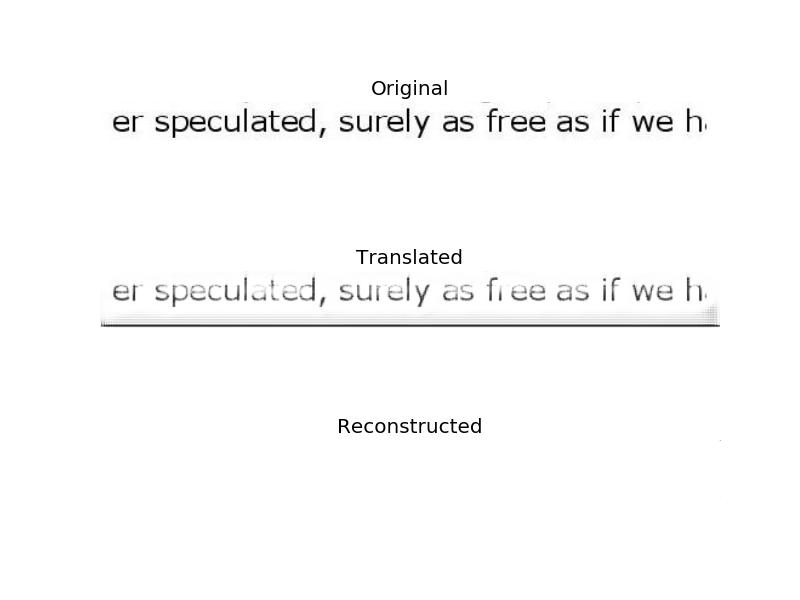 Original
er speculated, surely as free as if we h
Translated
er speculated, surely as free as if we h
Reconstructed